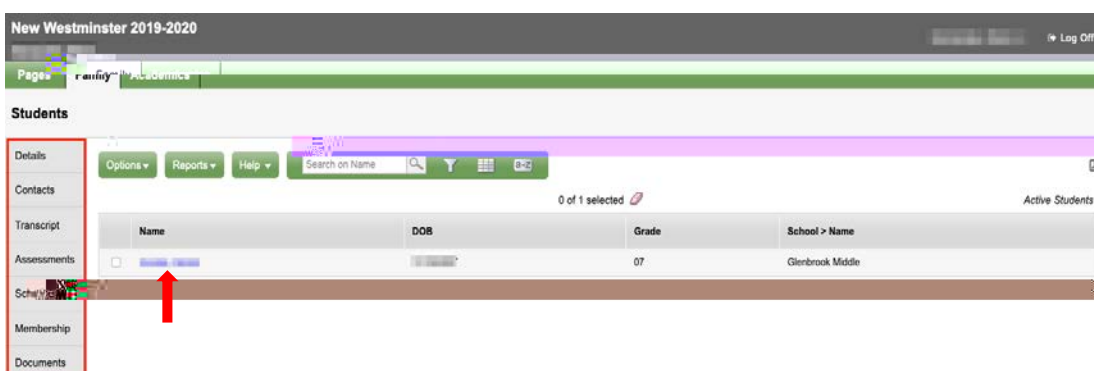 New Westminster 2019-2020
Log Off
Pages Family Academics
Students
Details
Contacts
Transcript
Assessments
Membership
Documents
Options Reports Help Search on Name a-z
0 of 1 selected Active Students
Name DOB Grade School > Name
07 Glenbrook Middle